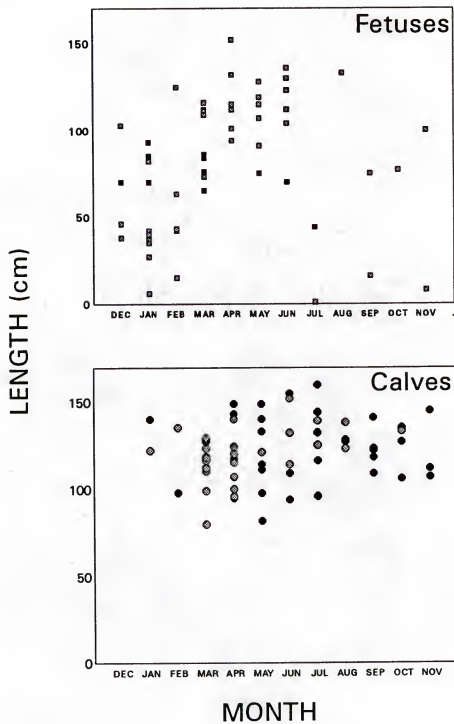 Fetuses
150
100
50
0
DEC JAN FEB MAR APR MAY JUN JUL AUG SEP OCT NOV
LENGTH (cm)
Calves
150
100
50
0
DEC JAN FEB MAR APR MAY JUN JUL AUG SEP OCT NOV
MONTH